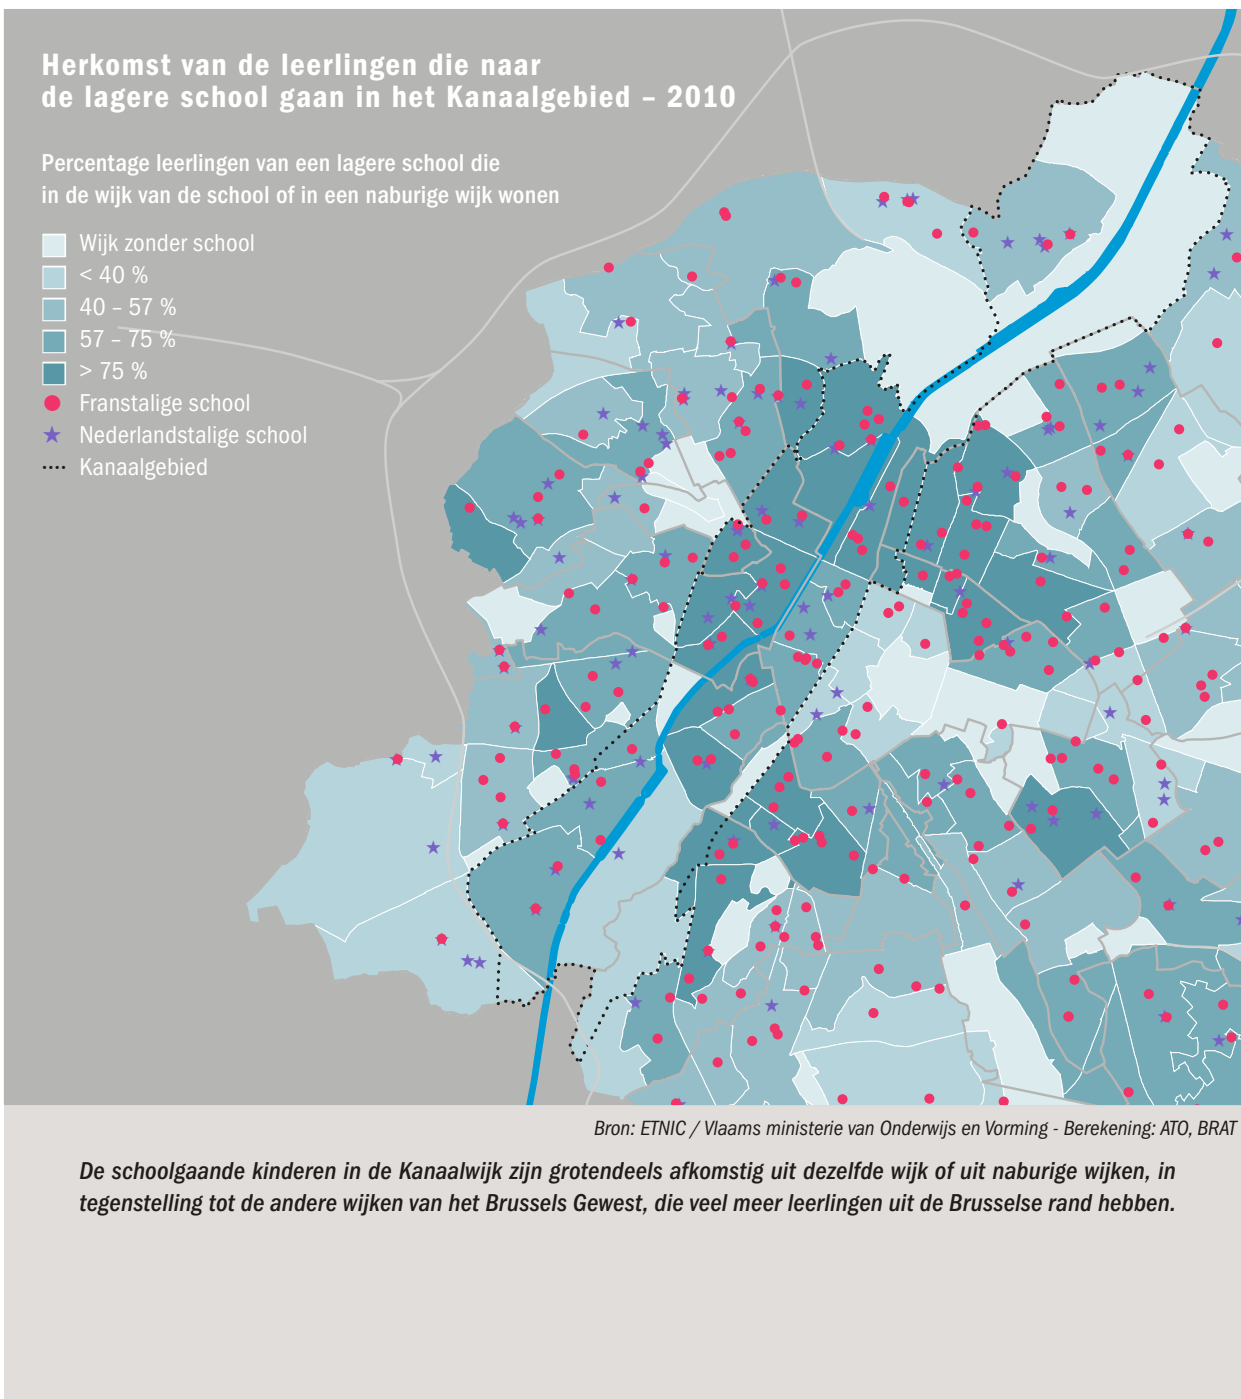 Herkomst van de leerlingen die naar
de lagere school gaan in het Kanaalgebied – 2010
Percentage leerlingen van een lagere school die
in de wijk van de school of in een naburige wijk wonen
Wijk zonder school
< 40 %
40 – 57 %
57 – 75 %
> 75 %
Franstalige school
Nederlandstalige school
Kanaalgebied
Bron: ETNIC / Vlaams ministerie van Onderwijs en Vorming - Berekening: ATO, BRAT
De schoolgaande kinderen in de Kanaalwijk zijn grotendeels afkomstig uit dezelfde wijk of uit naburige wijken, in
tegenstelling tot de andere wijken van het Brussels Gewest, die veel meer leerlingen uit de Brusselse rand hebben.